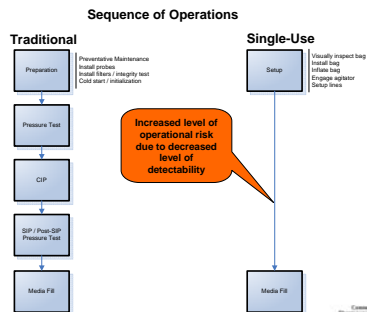 Sequence of Operations
Traditional
Single-Use
Preparation
Preventative Maintenance
Install probes
Install filters / integrity test
Cold start / initialization
Setup
Visually inspect bag
Install bag
Inflate bag
Engage agitator
Setup lines
Pressure Test
Increased level of
operational risk
due to decreased
level of
detectability
CIP
SIP / Post-SIP
Pressure Test
Media Fill
Media Fill